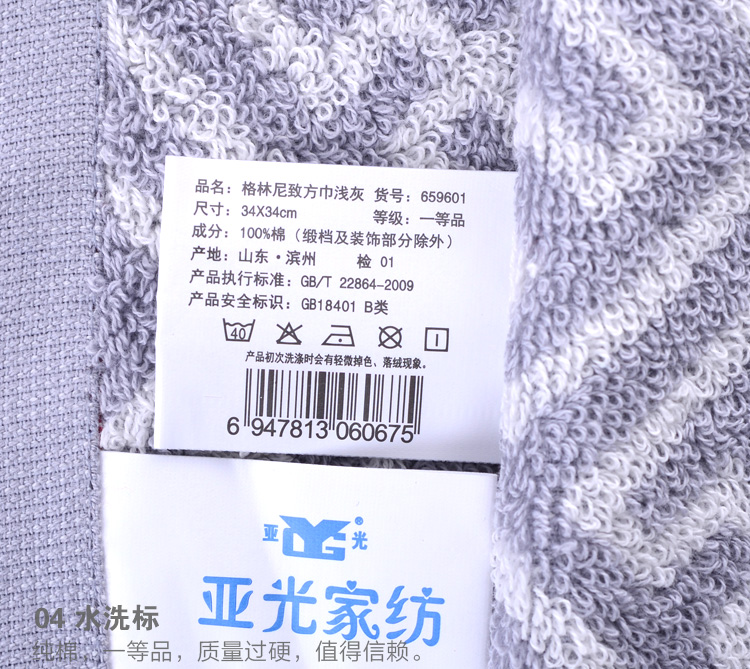 品名：格林尼致方巾浅灰 货号：659601
尺寸：34X34cm 等级：一等品
成分：100%棉（缎档及装饰部分除外）
产地：山东·滨州 检 01
产品执行标准：GB/T 22864-2009
产品安全标识：GB18401 B类
40
产品初次洗涤时会有轻微掉色、落绒现象。
6 947813 060675
亚 YG ® 光
亚光家纺
04 水洗标
纯棉、一等品，质量过硬，值得信赖。